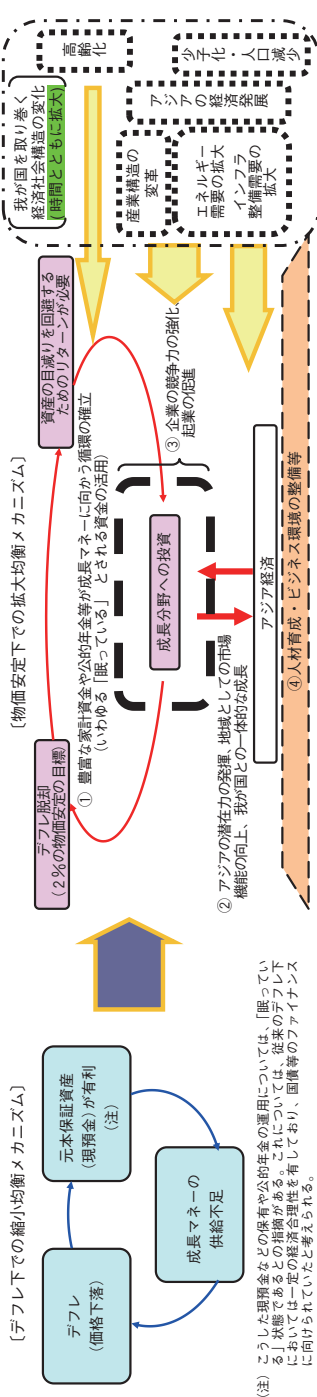 〔デフレ下での縮小均衡メカニズム〕
デフレ
（価格下落）
元本保証資産
（現預金）が有利
（注）
成長マネーの
供給不足
（注）こうした現預金などの保有や公的年金の運用については、「眠ってい
る」状態であるとの指摘がある。これについては、従来のデフレ下
においては一定の経済合理性を有しており、国債等のファイナンス
に向けられていたと考えられる。
〔物価安定下での拡大均衡メカニズム〕
デフレ脱却
（２％の物価安定の目標）
資産の目減りを回避する
ためのリターンが必要
① 豊富な家計資金や公的年金等が成長マネーに向かう循環の確立
（いわゆる「眠っている」とされる資金の活用）
成長分野への投資
③ 企業の競争力の強化、
起業の促進
② アジアの潜在力の発揮、地域としての市場
機能の向上、我が国との一体的な成長
アジア経済
④人材育成・ビジネス環境の整備等
我が国を取り巻く
経済社会構造の変化
（時間とともに拡大）
高齢化
少子化・人口減少
アジアの経済発展
産業構造の
変革
エネルギー
需要の拡大
インフラ
整備需要の
拡大